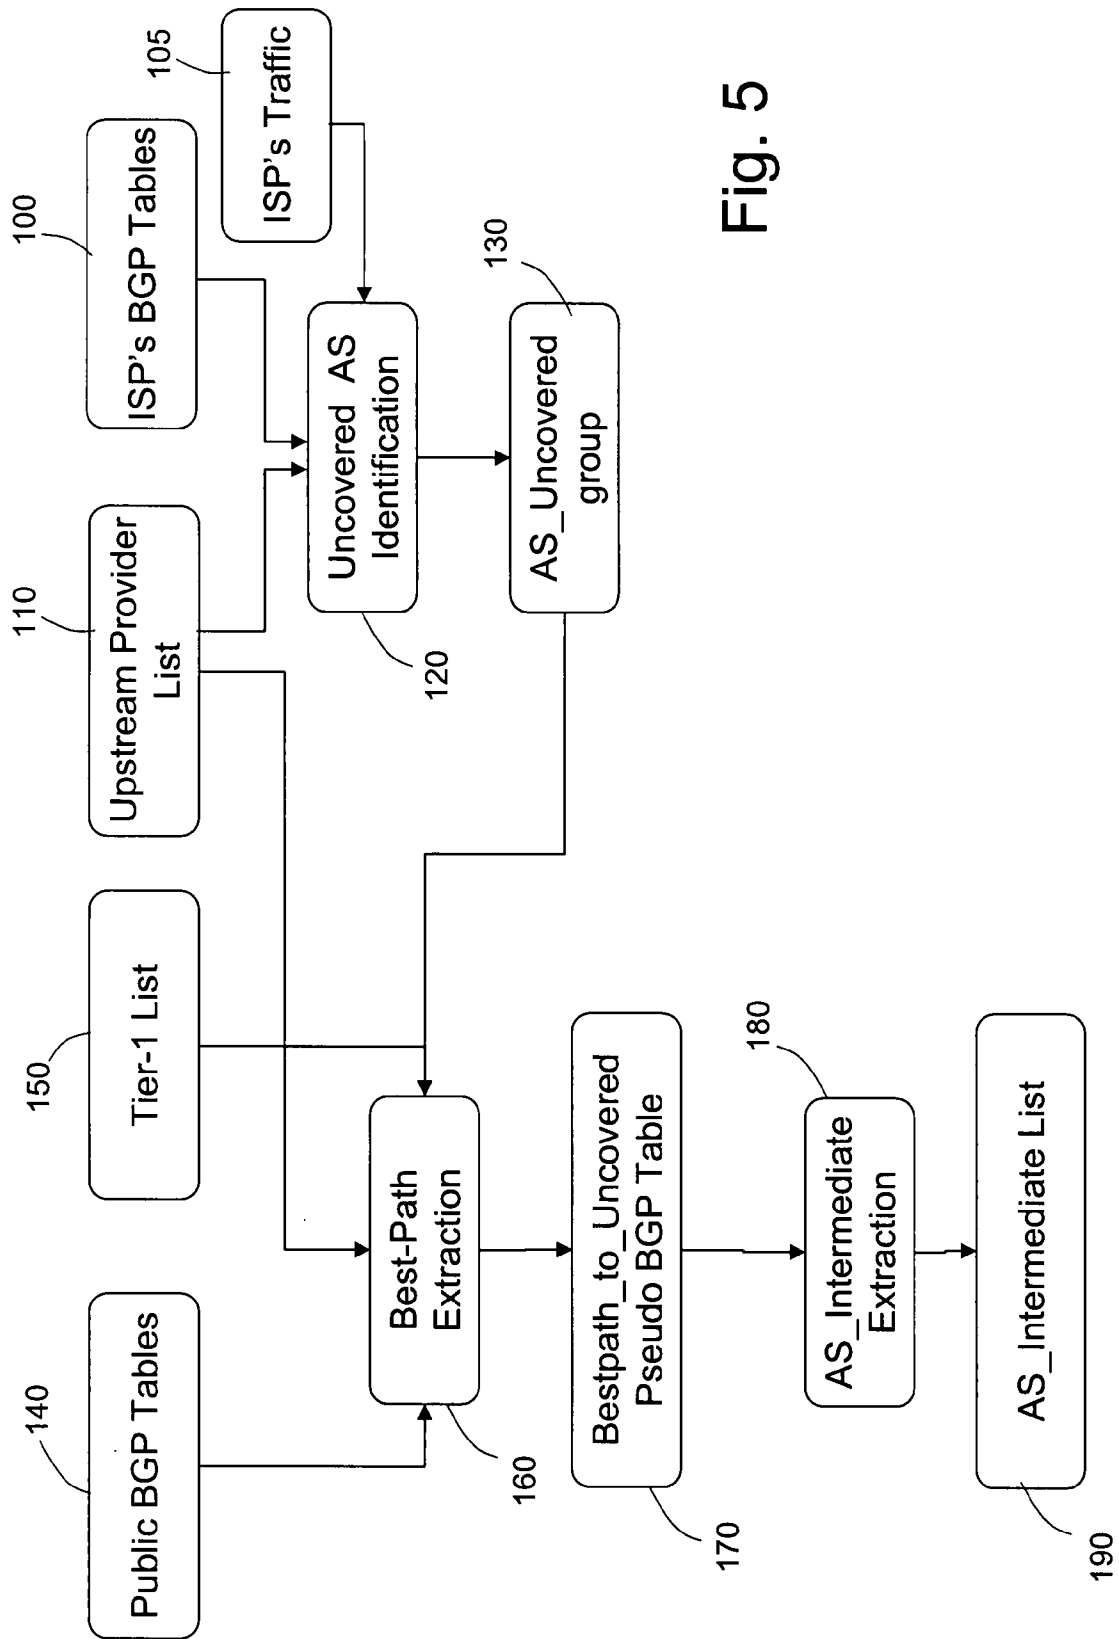 140
Public BGP Tables
150
Tier-1 List
110
Upstream Provider
List
100
ISP's BGP Tables
105
ISP's Traffic
Best-Path
Extraction
160
Uncovered AS
Identification
120
Bestpath_to_Uncovered
Pseudo BGP Table
170
AS_Uncovered
group
130
AS_Intermediate
Extraction
180
AS_Intermediate List
190
Fig. 5